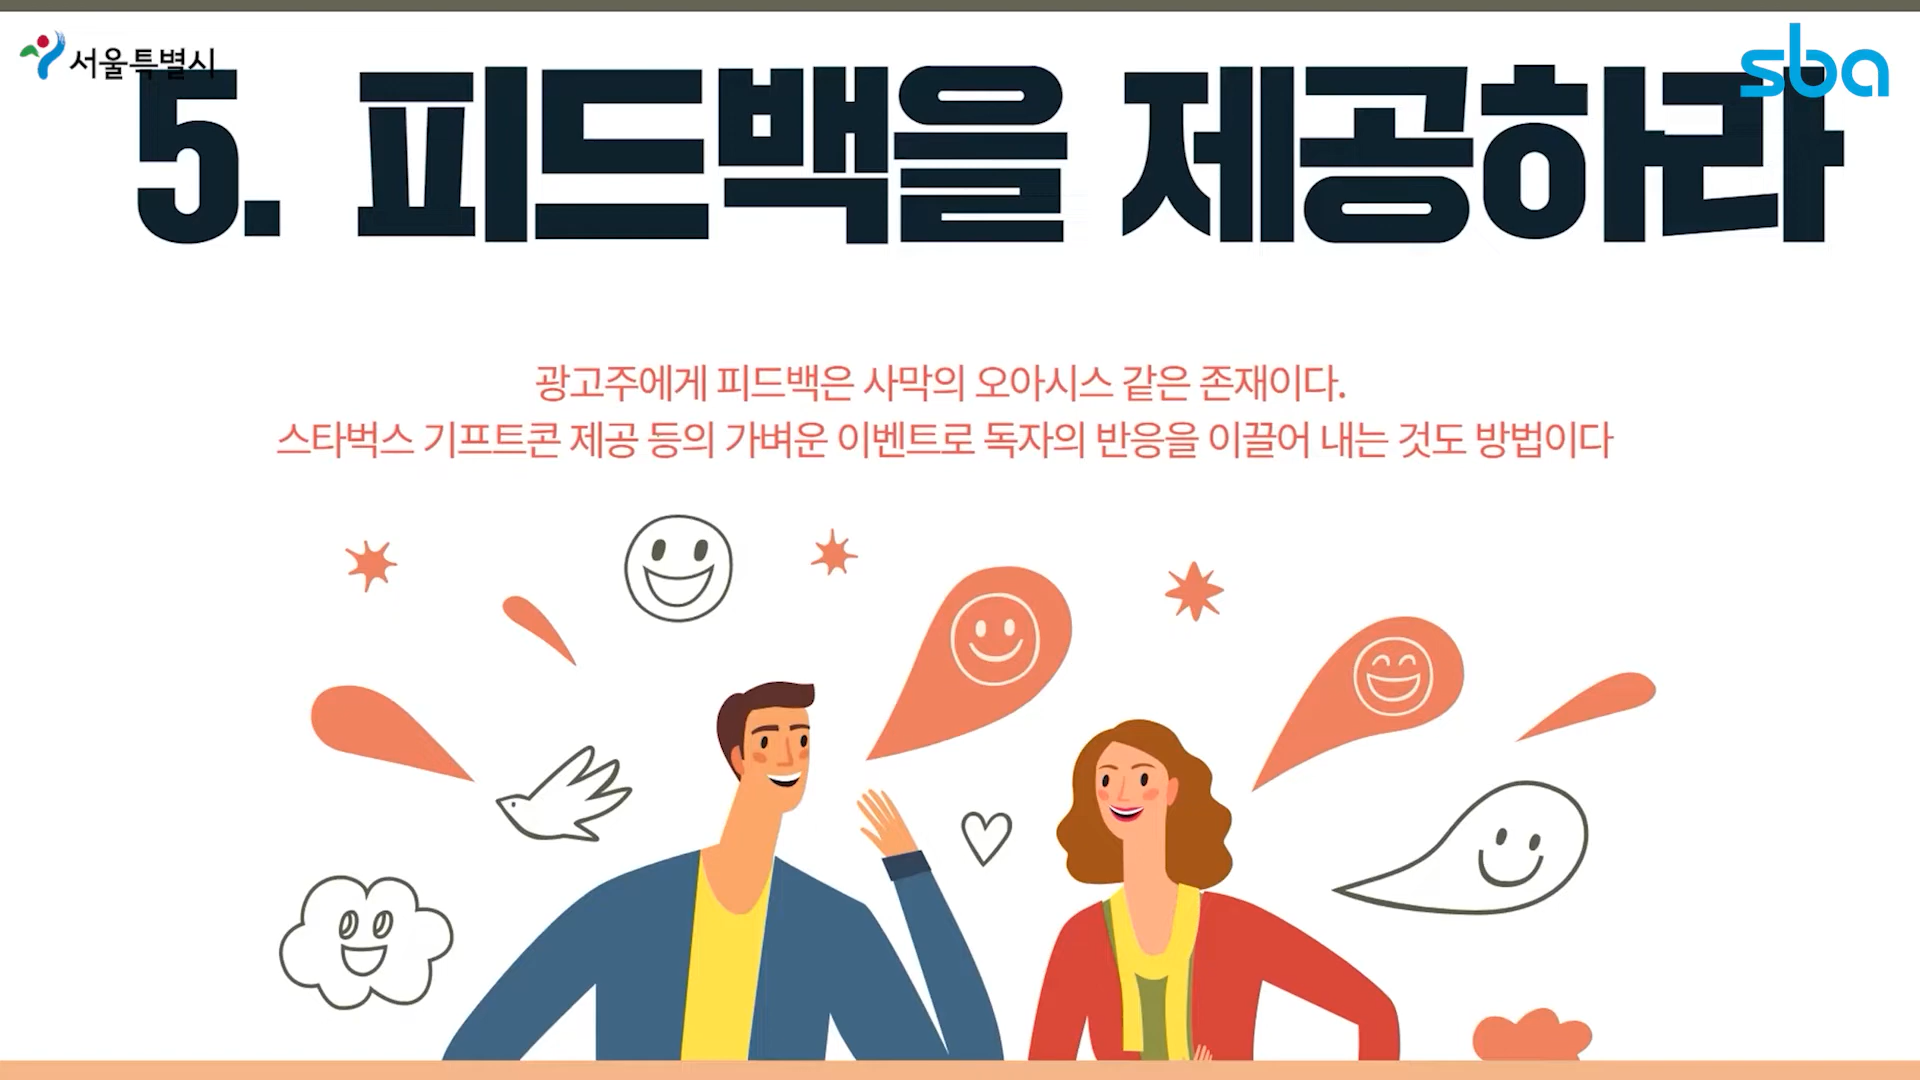 서울특별시
sba
5. 피드백을 제공하라
광고주에게 피드백은 사막의 오아시스 같은 존재이다.
스타벅스 기프트콘 제공 등의 가벼운 이벤트로 독자의 반응을 이끌어 내는 것도 방법이다